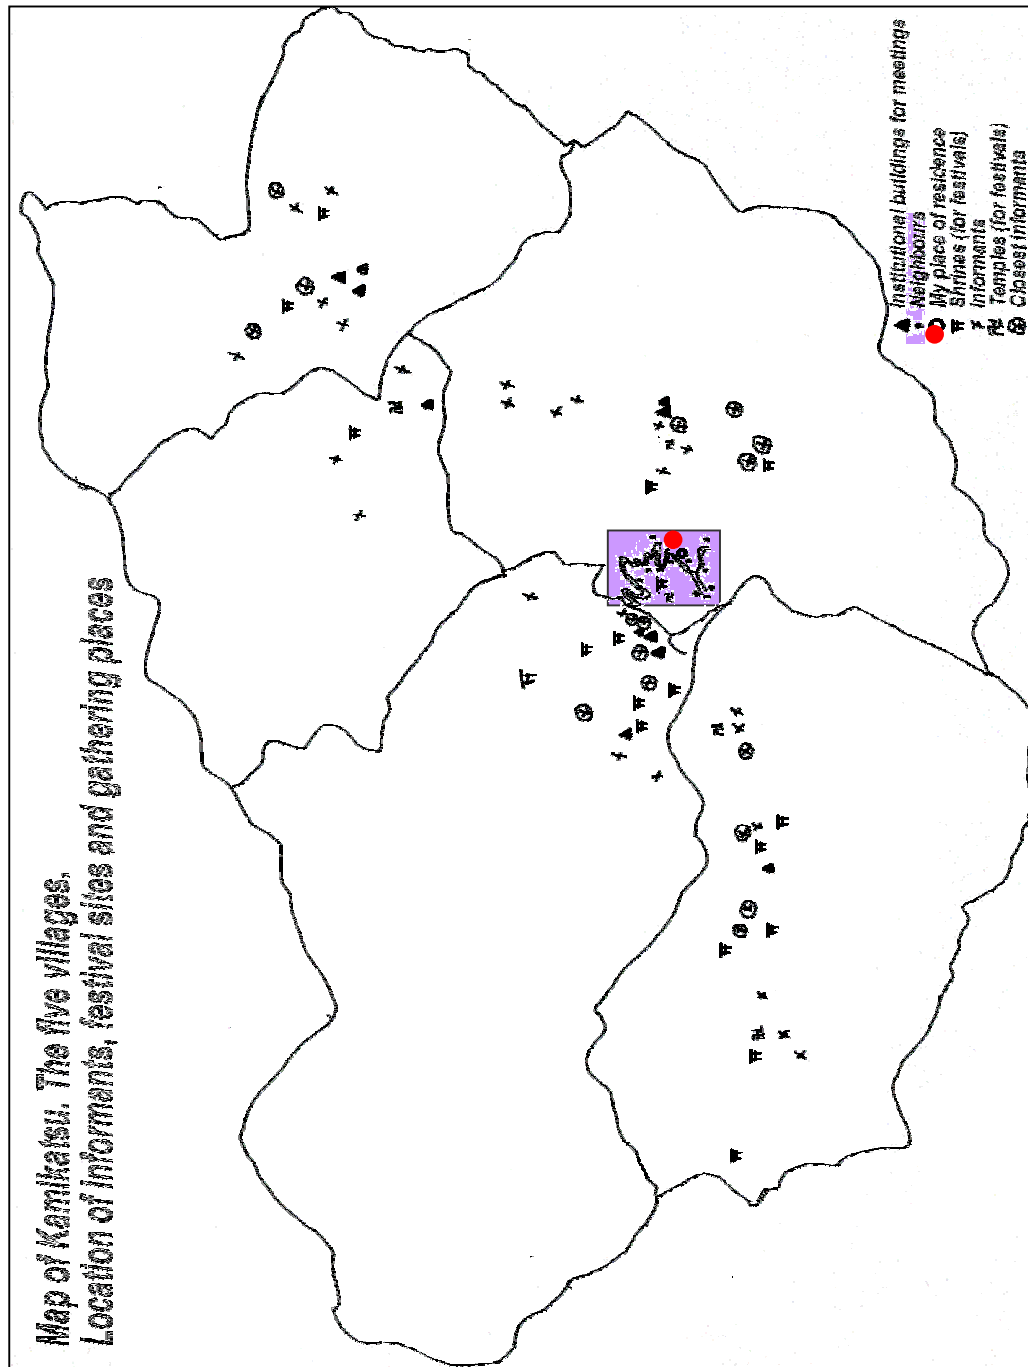 Map of Kamikatsu. The five villages.
Location of informants, festival sites and gathering places
Institutional buildings for meetings
Neighbours
My place of residence
Shrines (for festivals)
Informants
Temples (for festivals)
Closest informants